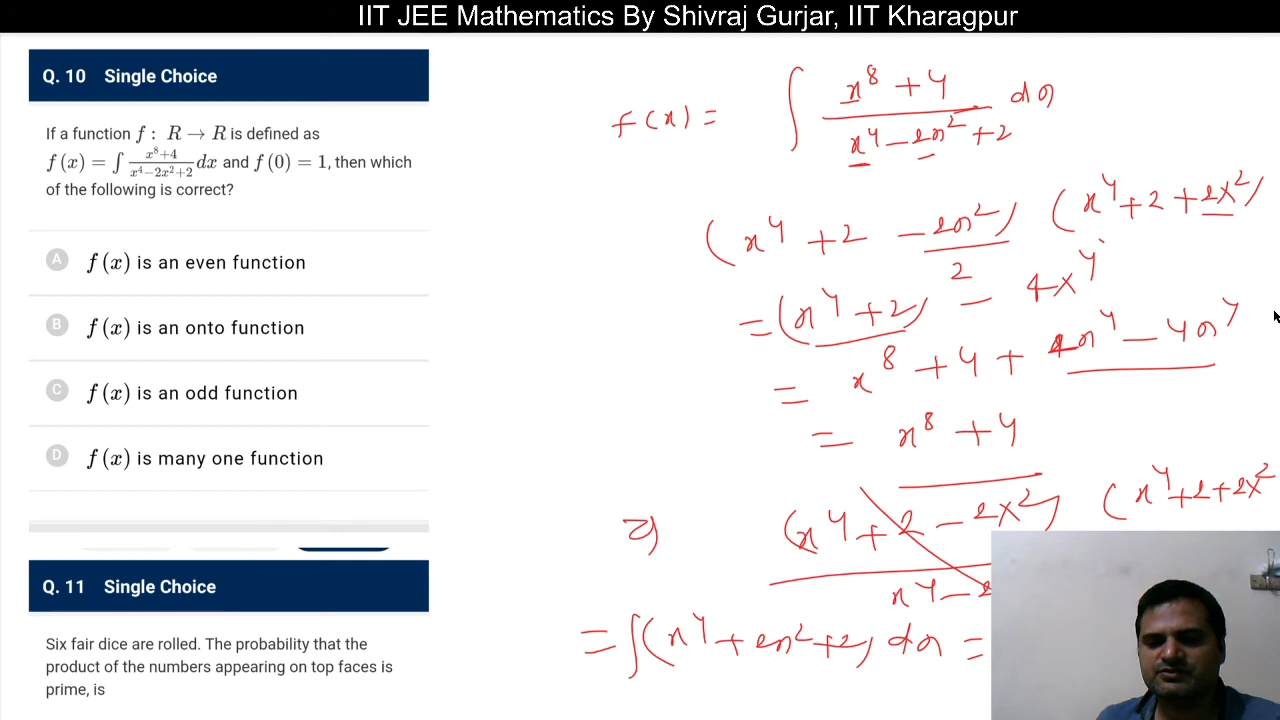 IIT JEE Mathematics By Shivraj Gurjar, IIT Kharagpur
Q. 10 Single Choice
If a function f : R → R is defined as
f(x) = ∫ (x⁸+4)/(x⁴−2x²+2) dx and f(0) = 1, then which
of the following is correct?
A f(x) is an even function
B f(x) is an onto function
C f(x) is an odd function
D f(x) is many one function
Q. 11 Single Choice
Six fair dice are rolled. The probability that the
product of the numbers appearing on top faces is
prime, is
f(x) = ∫ (x⁸+4)/(x⁴−2x²+2) dx
(x⁴+2 −2x²) (x⁴+2+2x²)
= (x⁴+2)² − 4x⁴
= x⁸+4+4x⁴−4x⁴
= x⁸+4
(x⁴+2−2x²) (x⁴+2+2x²
x⁴−2
= ∫(x⁴+2x²+2) dx =